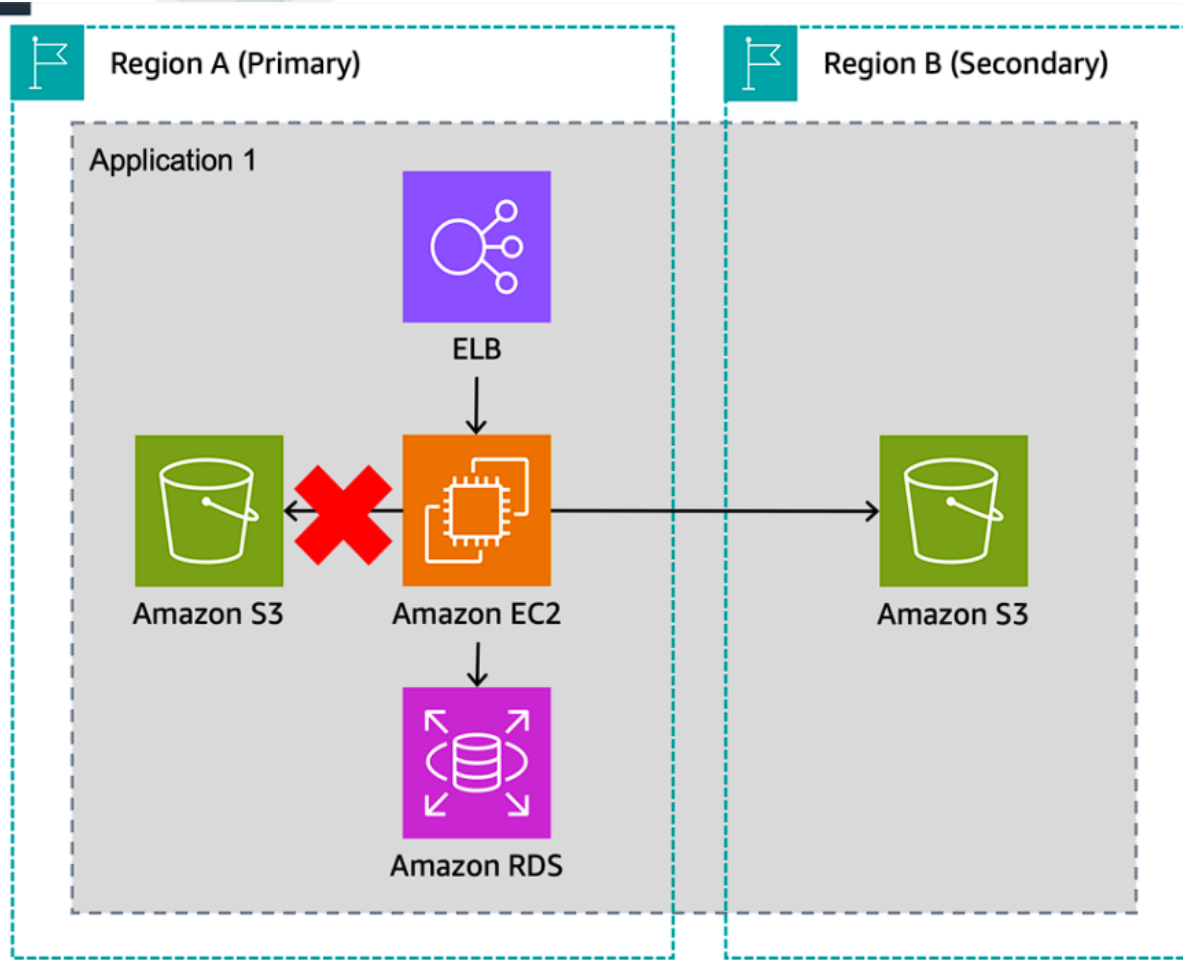 Region A (Primary)
Region B (Secondary)
Application 1
ELB
Amazon S3
Amazon EC2
Amazon S3
Amazon RDS